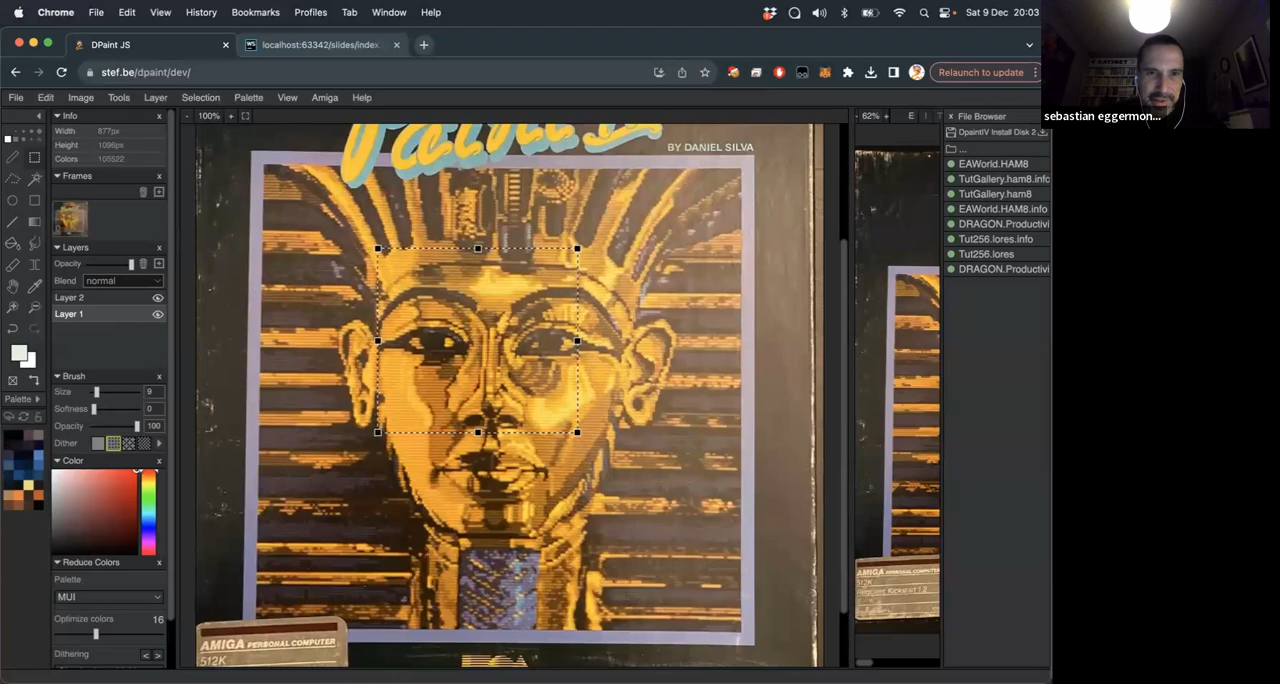 Chrome File Edit View History Bookmarks Profiles Tab Window Help
Sat 9 Dec 20:03
DPaint JS
localhost:63342/slides/index.
stef.be/dpaint/dev/
Relaunch to update
File Edit Image Tools Layer Selection Palette View Amiga Help
Info
Width 877px
Height 1096px
Colors 105522
Frames
Layers
Opacity
Blend normal
Layer 2
Layer 1
Palette
Brush
Size 9
Softness 0
Opacity 100
Dither
Color
Reduce Colors
Palette
MUI
Optimize colors 16
Dithering
100%
BY DANIEL SILVA
AMIGA PERSONAL COMPUTER
512K
62%
E
AMIGA PERSONAL COMPUTER
512K
File Browser
DpaintIV Install Disk 2
...
EAWorld.HAM8
TutGallery.ham8.info
TutGallery.ham8
EAWorld.HAM8.info
DRAGON.Productivi
Tut256.lores.info
Tut256.lores
DRAGON.Productivi
sebastian eggermon...